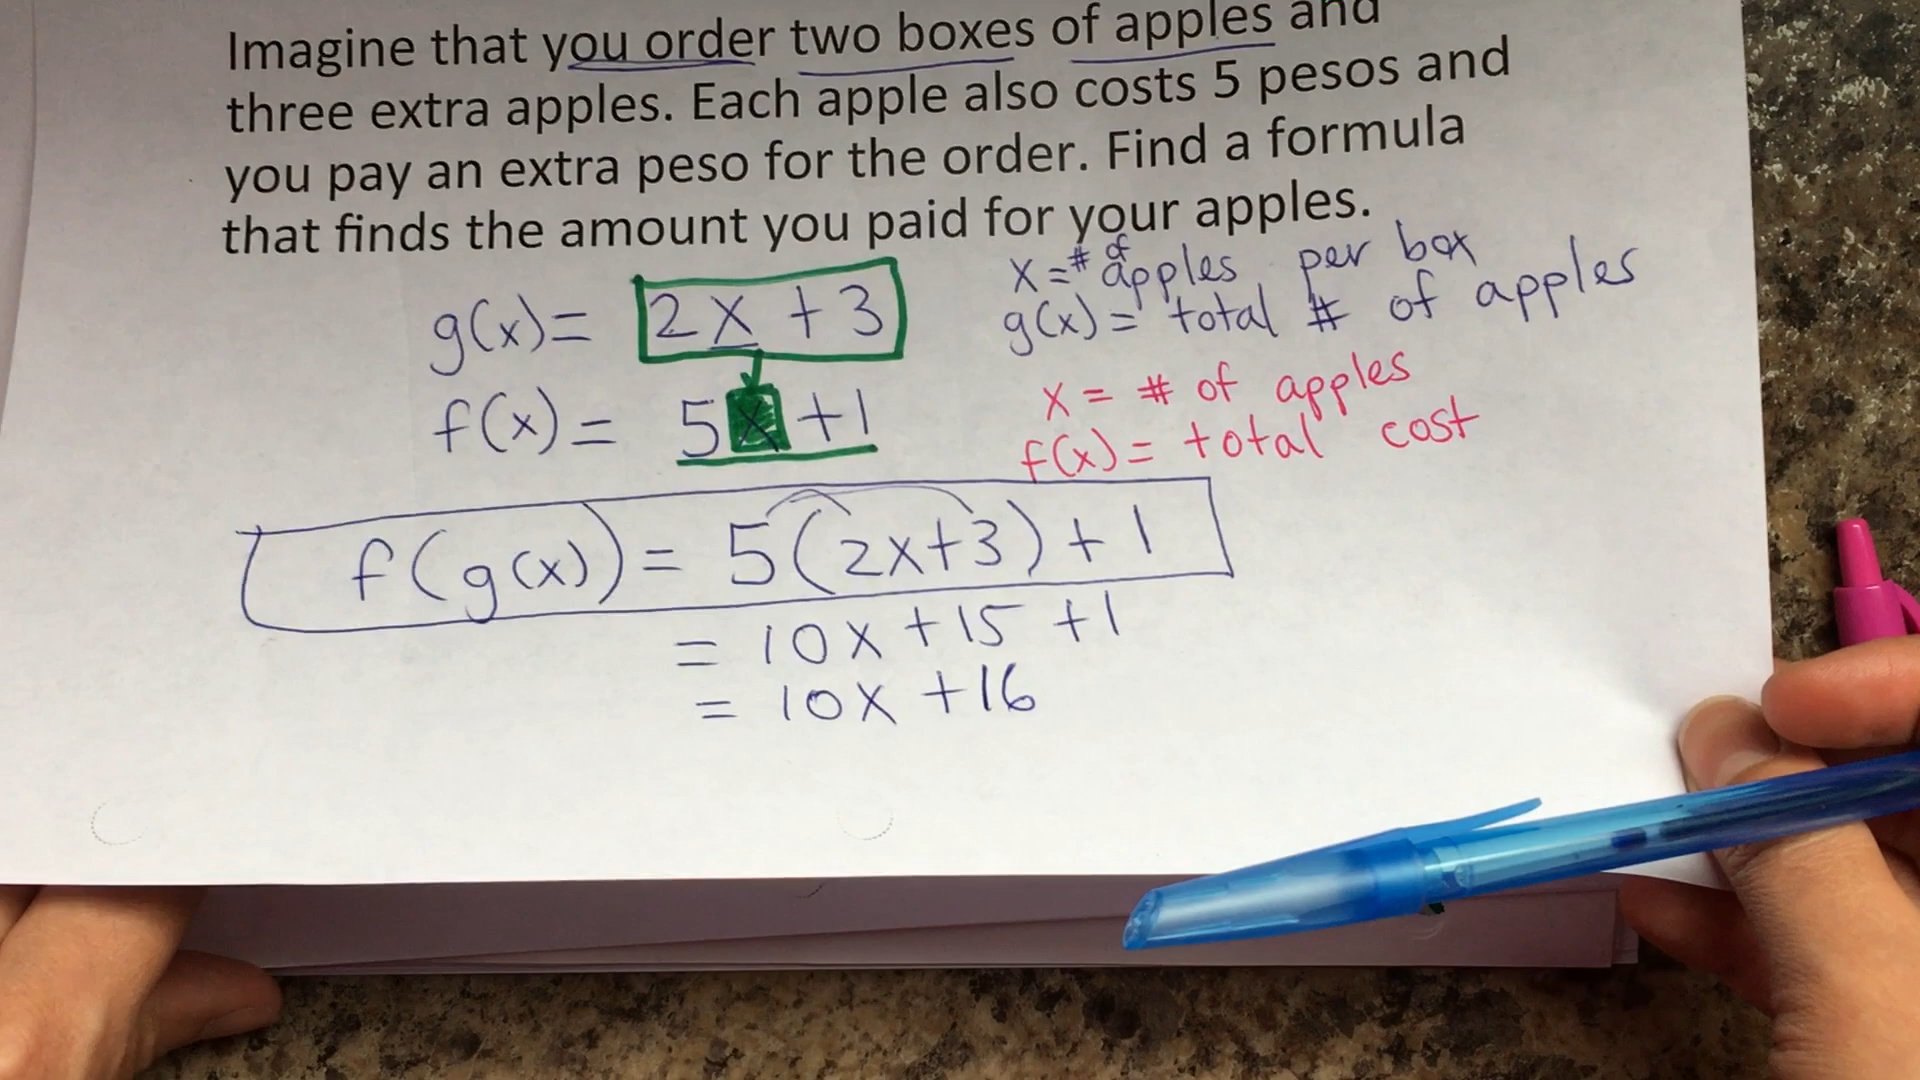 Imagine that you order two boxes of apples and
three extra apples. Each apple also costs 5 pesos and
you pay an extra peso for the order. Find a formula
that finds the amount you paid for your apples.
x = # of apples per box
g(x) = 2x + 3
g(x) = total # of apples
x = # of apples
f(x) = 5x + 1
f(x) = total cost
f(g(x)) = 5(2x+3) + 1
= 10x + 15 + 1
= 10x + 16